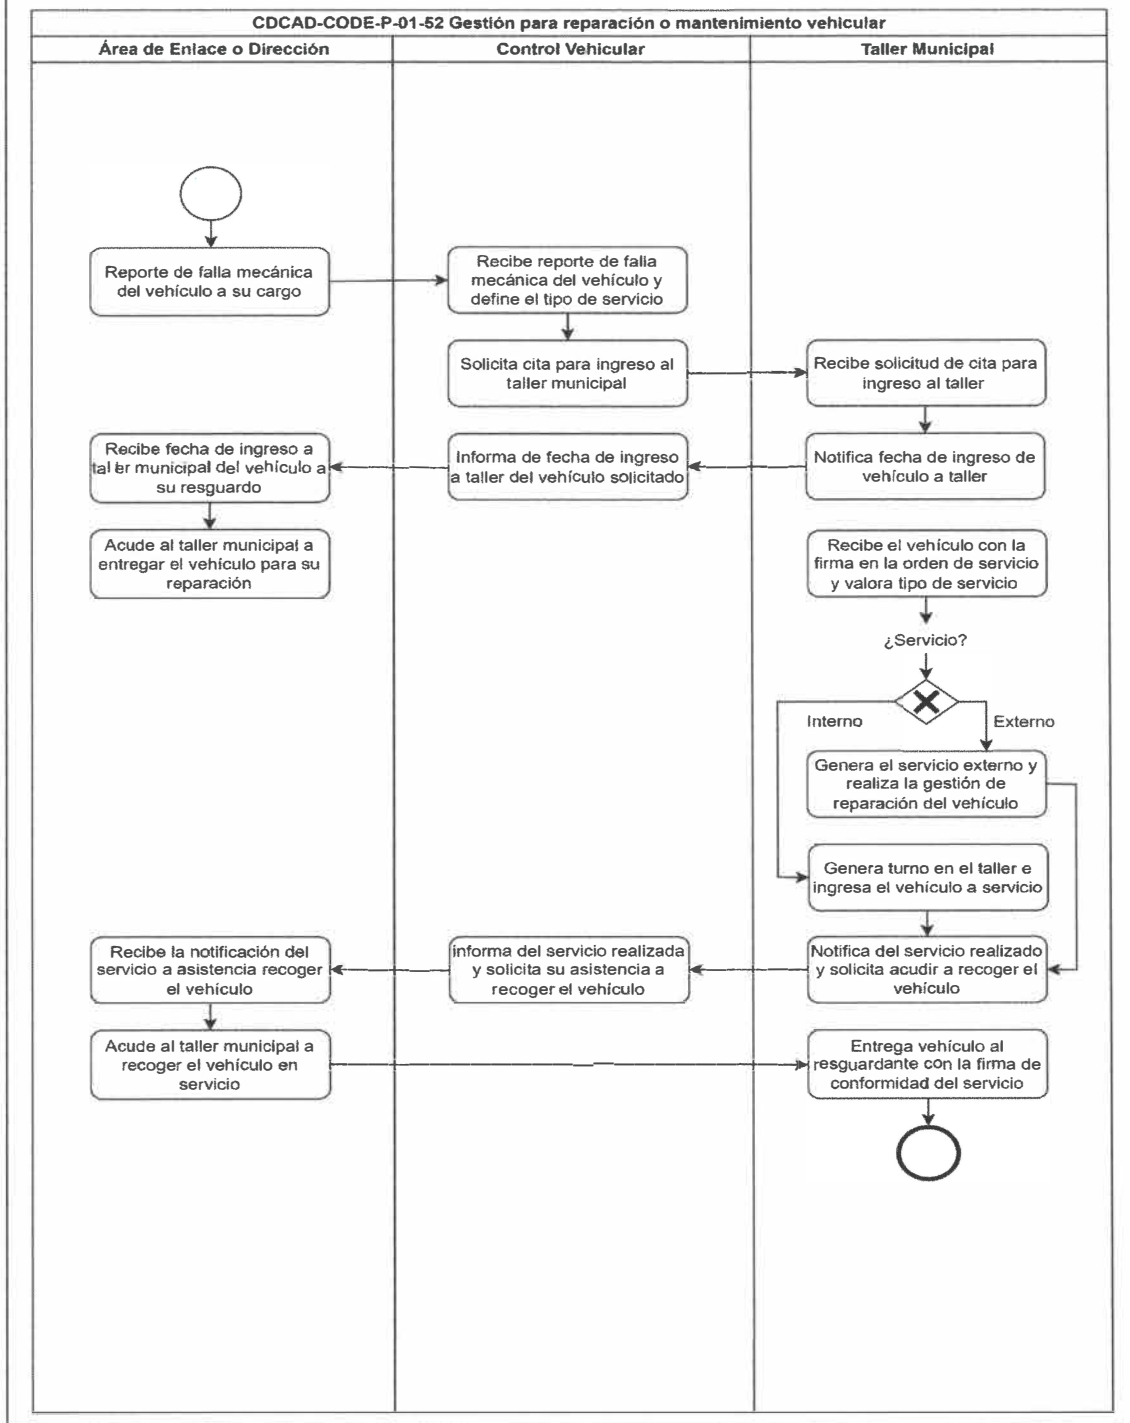 CDCAD-CODE-P-01-52 Gestión para reparación o mantenimiento vehicular
Área de Enlace o Dirección
Control Vehicular
Taller Municipal
Reporte de falla mecánica
del vehículo a su cargo
Recibe reporte de falla
mecánica del vehículo y
define el tipo de servicio
Solicita cita para ingreso al
taller municipal
Recibe solicitud de cita para
ingreso al taller
Recibe fecha de ingreso a
taller municipal del vehículo a
su resguardo
Informa de fecha de ingreso
a taller del vehículo solicitado
Notifica fecha de ingreso de
vehículo a taller
Acude al taller municipal a
entregar el vehículo para su
reparación
Recibe el vehículo con la
firma en la orden de servicio
y valora tipo de servicio
¿Servicio?
Interno
Externo
Genera el servicio externo y
realiza la gestión de
reparación del vehículo
Genera turno en el taller e
ingresa el vehículo a servicio
Recibe la notificación del
servicio a asistencia recoger
el vehículo
informa del servicio realizada
y solicita su asistencia a
recoger el vehículo
Notifica del servicio realizado
y solicita acudir a recoger el
vehículo
Acude al taller municipal a
recoger el vehículo en
servicio
Entrega vehículo al
resguardante con la firma de
conformidad del servicio